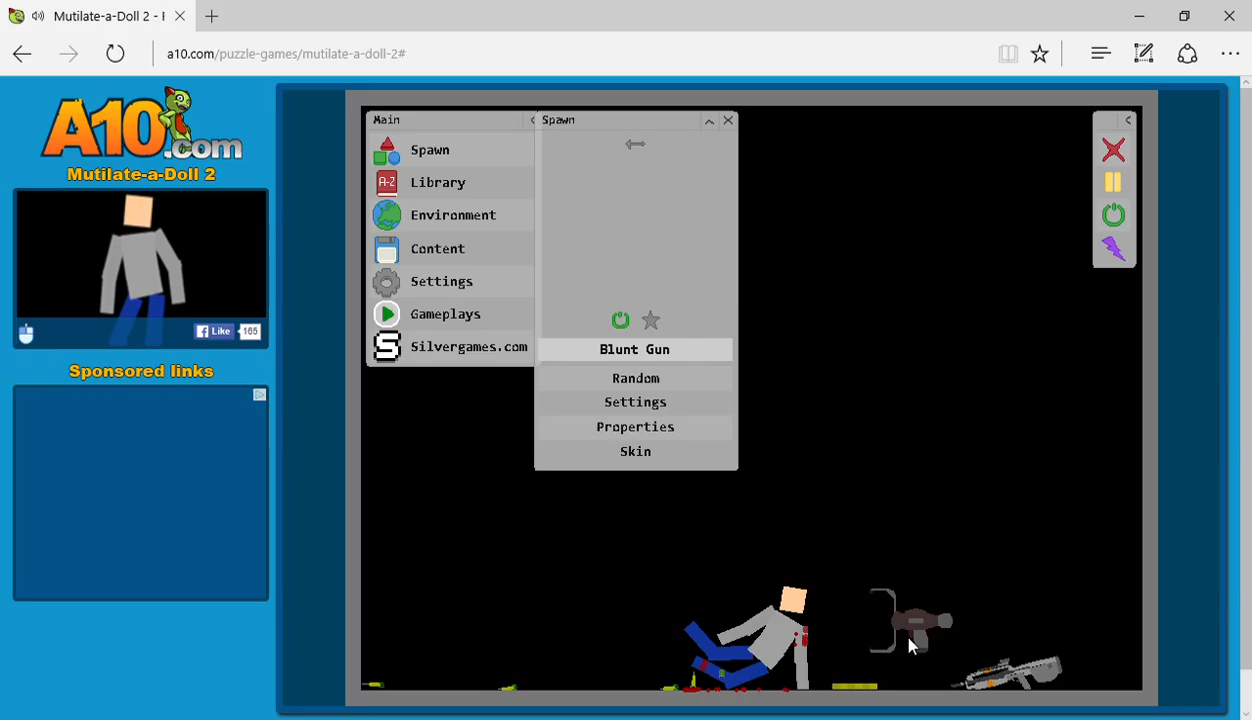 Mutilate-a-Doll 2 - F
a10.com/puzzle-games/mutilate-a-doll-2#
A10.com
Mutilate-a-Doll 2
Like 165
Sponsored links
Main
A-Z
Spawn
Library
Environment
Content
Settings
Gameplays
S
Silvergames.com
Spawn
Blunt Gun
Random
Settings
Properties
Skin